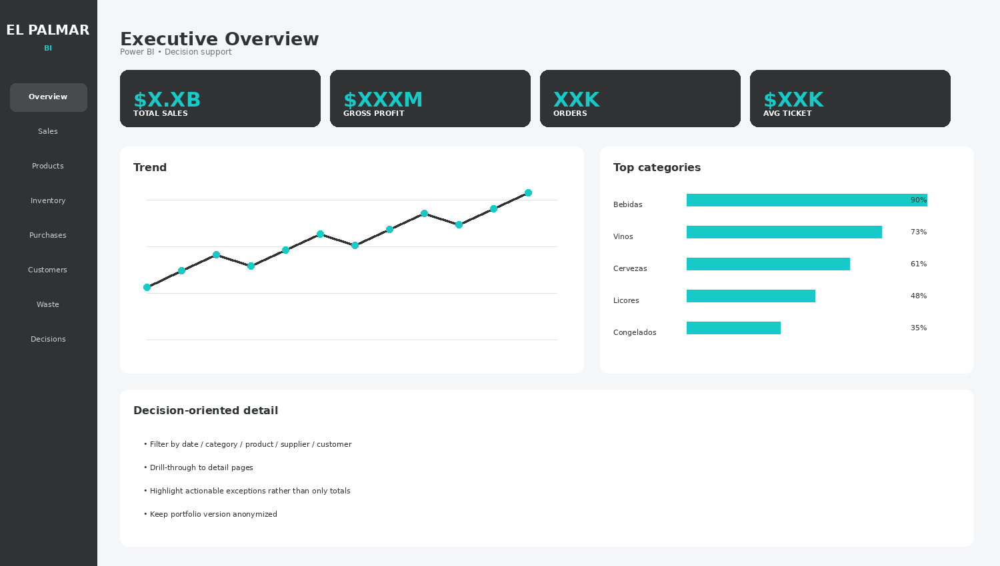 EL PALMAR
BI
Overview
Sales
Products
Inventory
Purchases
Customers
Waste
Decisions
Executive Overview
Power BI • Decision support
$X.XB
TOTAL SALES
$XXXM
GROSS PROFIT
XXK
ORDERS
$XXK
AVG TICKET
Trend
Top categories
Bebidas 90%
Vinos 73%
Cervezas 61%
Licores 48%
Congelados 35%
Decision-oriented detail
• Filter by date / category / product / supplier / customer
• Drill-through to detail pages
• Highlight actionable exceptions rather than only totals
• Keep portfolio version anonymized